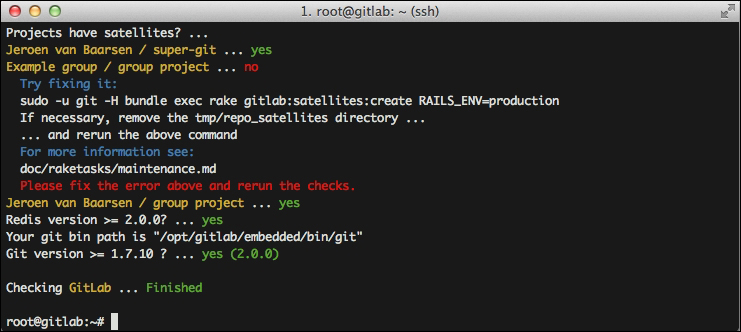 1. root@gitlab: ~ (ssh)
Projects have satellites? ...
Jeroen van Baarsen / super-git ... yes
Example group / group project ... no
Try fixing it:
sudo -u git -H bundle exec rake gitlab:satellites:create RAILS_ENV=production
If necessary, remove the tmp/repo_satellites directory ...
... and rerun the above command
For more information see:
doc/raketasks/maintenance.md
Please fix the error above and rerun the checks.
Jeroen van Baarsen / group project ... yes
Redis version >= 2.0.0? ... yes
Your git bin path is "/opt/gitlab/embedded/bin/git"
Git version >= 1.7.10 ? ... yes (2.0.0)
Checking GitLab ... Finished
root@gitlab:~#